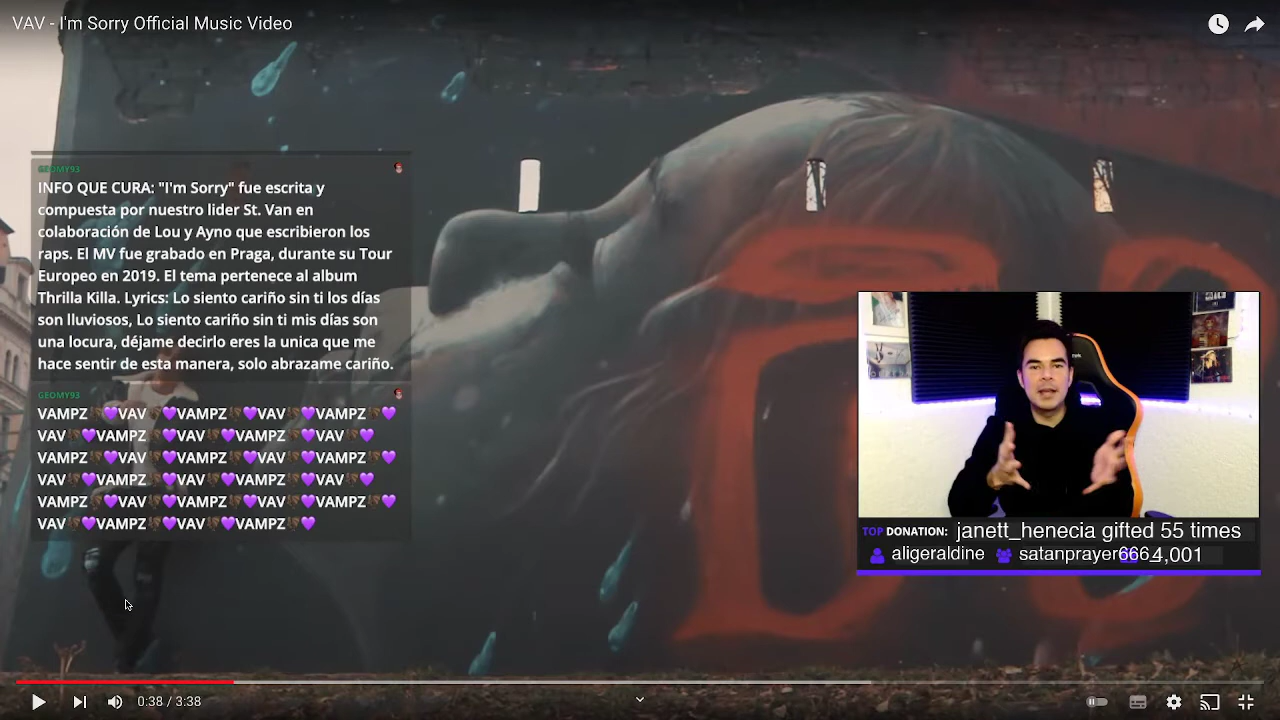 VAV - I'm Sorry Official Music Video
GEOMY93
INFO QUE CURA: "I'm Sorry" fue escrita y
compuesta por nuestro lider St. Van en
colaboración de Lou y Ayno que escribieron los
raps. El MV fue grabado en Praga, durante su Tour
Europeo en 2019. El tema pertenece al album
Thrilla Killa. Lyrics: Lo siento cariño sin ti los días
son lluviosos, Lo siento cariño sin ti mis días son
una locura, déjame decirlo eres la unica que me
hace sentir de esta manera, solo abrazame cariño.
GEOMY93
VAMPZ 💜VAV 💜VAMPZ 💜VAV 💜VAMPZ 💜
VAV 💜VAMPZ 💜VAV 💜VAMPZ 💜VAV 💜
VAMPZ 💜VAV 💜VAMPZ 💜VAV 💜VAMPZ 💜
VAV 💜VAMPZ 💜VAV 💜VAMPZ 💜VAV 💜
VAMPZ 💜VAV 💜VAMPZ 💜VAV 💜VAMPZ 💜
VAV 💜VAMPZ 💜VAV 💜VAMPZ 💜
TOP DONATION: janett_henecia gifted 55 times
aligeraldine satanprayer666 4,001
0:38 / 3:38